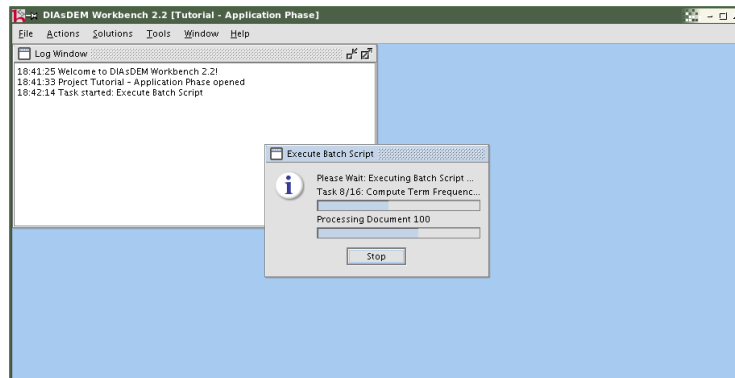 DIAsDEM Workbench 2.2 [Tutorial - Application Phase]
File Actions Solutions Tools Window Help
Log Window
18:41:25 Welcome to DIAsDEM Workbench 2.2!
18:41:33 Project Tutorial - Application Phase opened
18:42:14 Task started: Execute Batch Script
Execute Batch Script
Please Wait: Executing Batch Script ...
Task 8/16: Compute Term Frequenc...
Processing Document 100
Stop